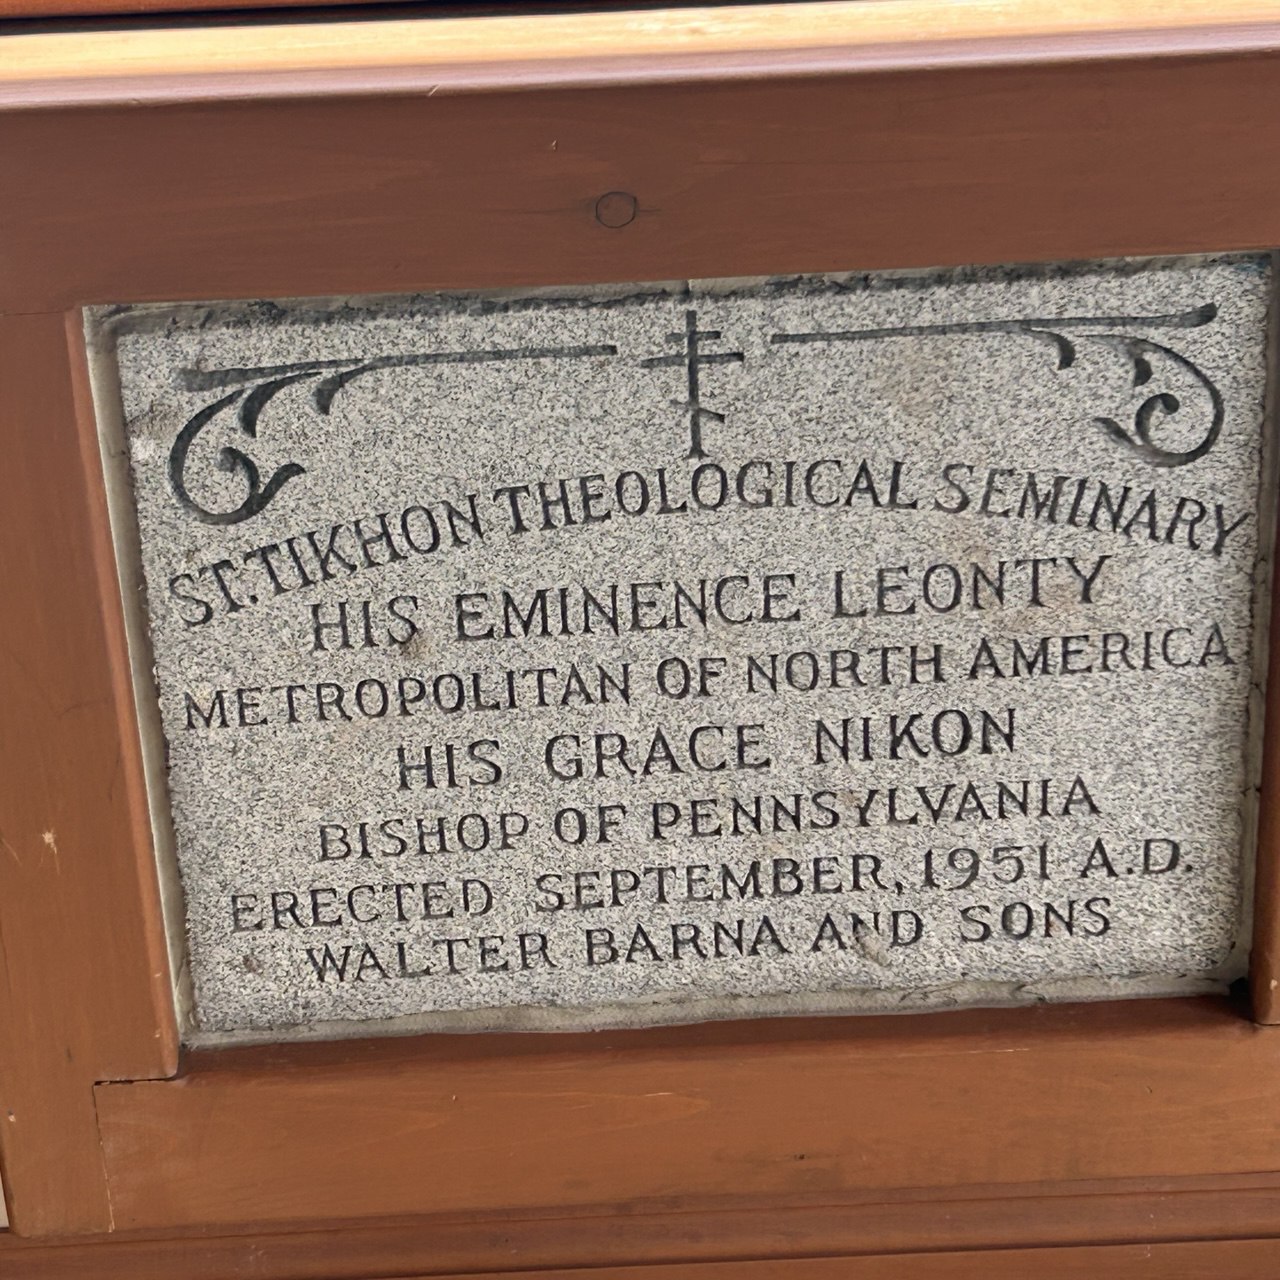 ST. TIKHON THEOLOGICAL SEMINARY
HIS EMINENCE LEONTY
METROPOLITAN OF NORTH AMERICA
HIS GRACE NIKON
BISHOP OF PENNSYLVANIA
ERECTED SEPTEMBER, 1951 A.D.
WALTER BARNA AND SONS